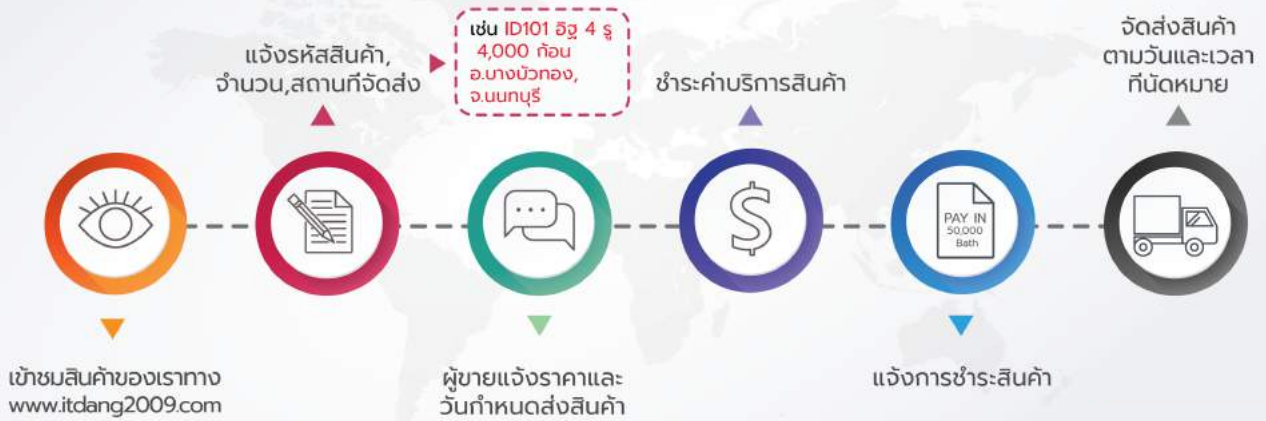 เข้าชมสินค้าของเราทาง
www.itdang2009.com
แจ้งรหัสสินค้า,
จำนวน,สถานที่จัดส่ง
เช่น ID101 อิฐ 4 รู
4,000 ก้อน
อ.บางบัวทอง,
จ.นนทบุรี
ผู้ขายแจ้งราคาและ
วันกำหนดส่งสินค้า
ชำระค่าบริการสินค้า
$
PAY IN
50,000
Bath
แจ้งการชำระสินค้า
จัดส่งสินค้า
ตามวันและเวลา
ที่นัดหมาย